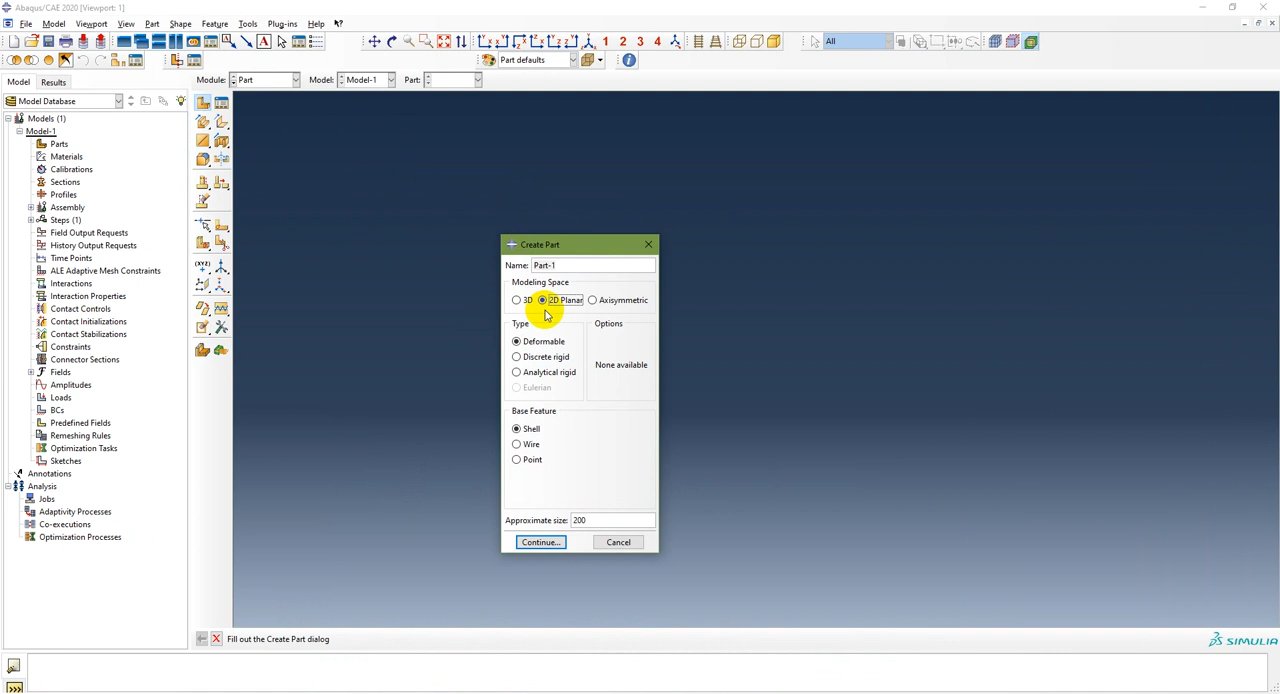 Abaqus/CAE 2020 [Viewport: 1]
File Model Viewport View Part Shape Feature Tools Plug-ins Help
1 2 3 4 All
Part defaults
Model Results Module: Part Model: Model-1 Part:
Model Database
Models (1)
Model-1
Parts
Materials
Calibrations
Sections
Profiles
Assembly
Steps (1)
Field Output Requests
History Output Requests
Time Points
ALE Adaptive Mesh Constraints
Interactions
Interaction Properties
Contact Controls
Contact Initializations
Contact Stabilizations
Constraints
Connector Sections
Fields
Amplitudes
Loads
BCs
Predefined Fields
Remeshing Rules
Optimization Tasks
Sketches
Annotations
Analysis
Jobs
Adaptivity Processes
Co-executions
Optimization Processes
Create Part
Name: Part-1
Modeling Space
3D 2D Planar Axisymmetric
Type Options
Deformable
Discrete rigid
None available
Analytical rigid
Eulerian
Base Feature
Shell
Wire
Point
Approximate size: 200
Continue... Cancel
Fill out the Create Part dialog
SIMULIA
>>>